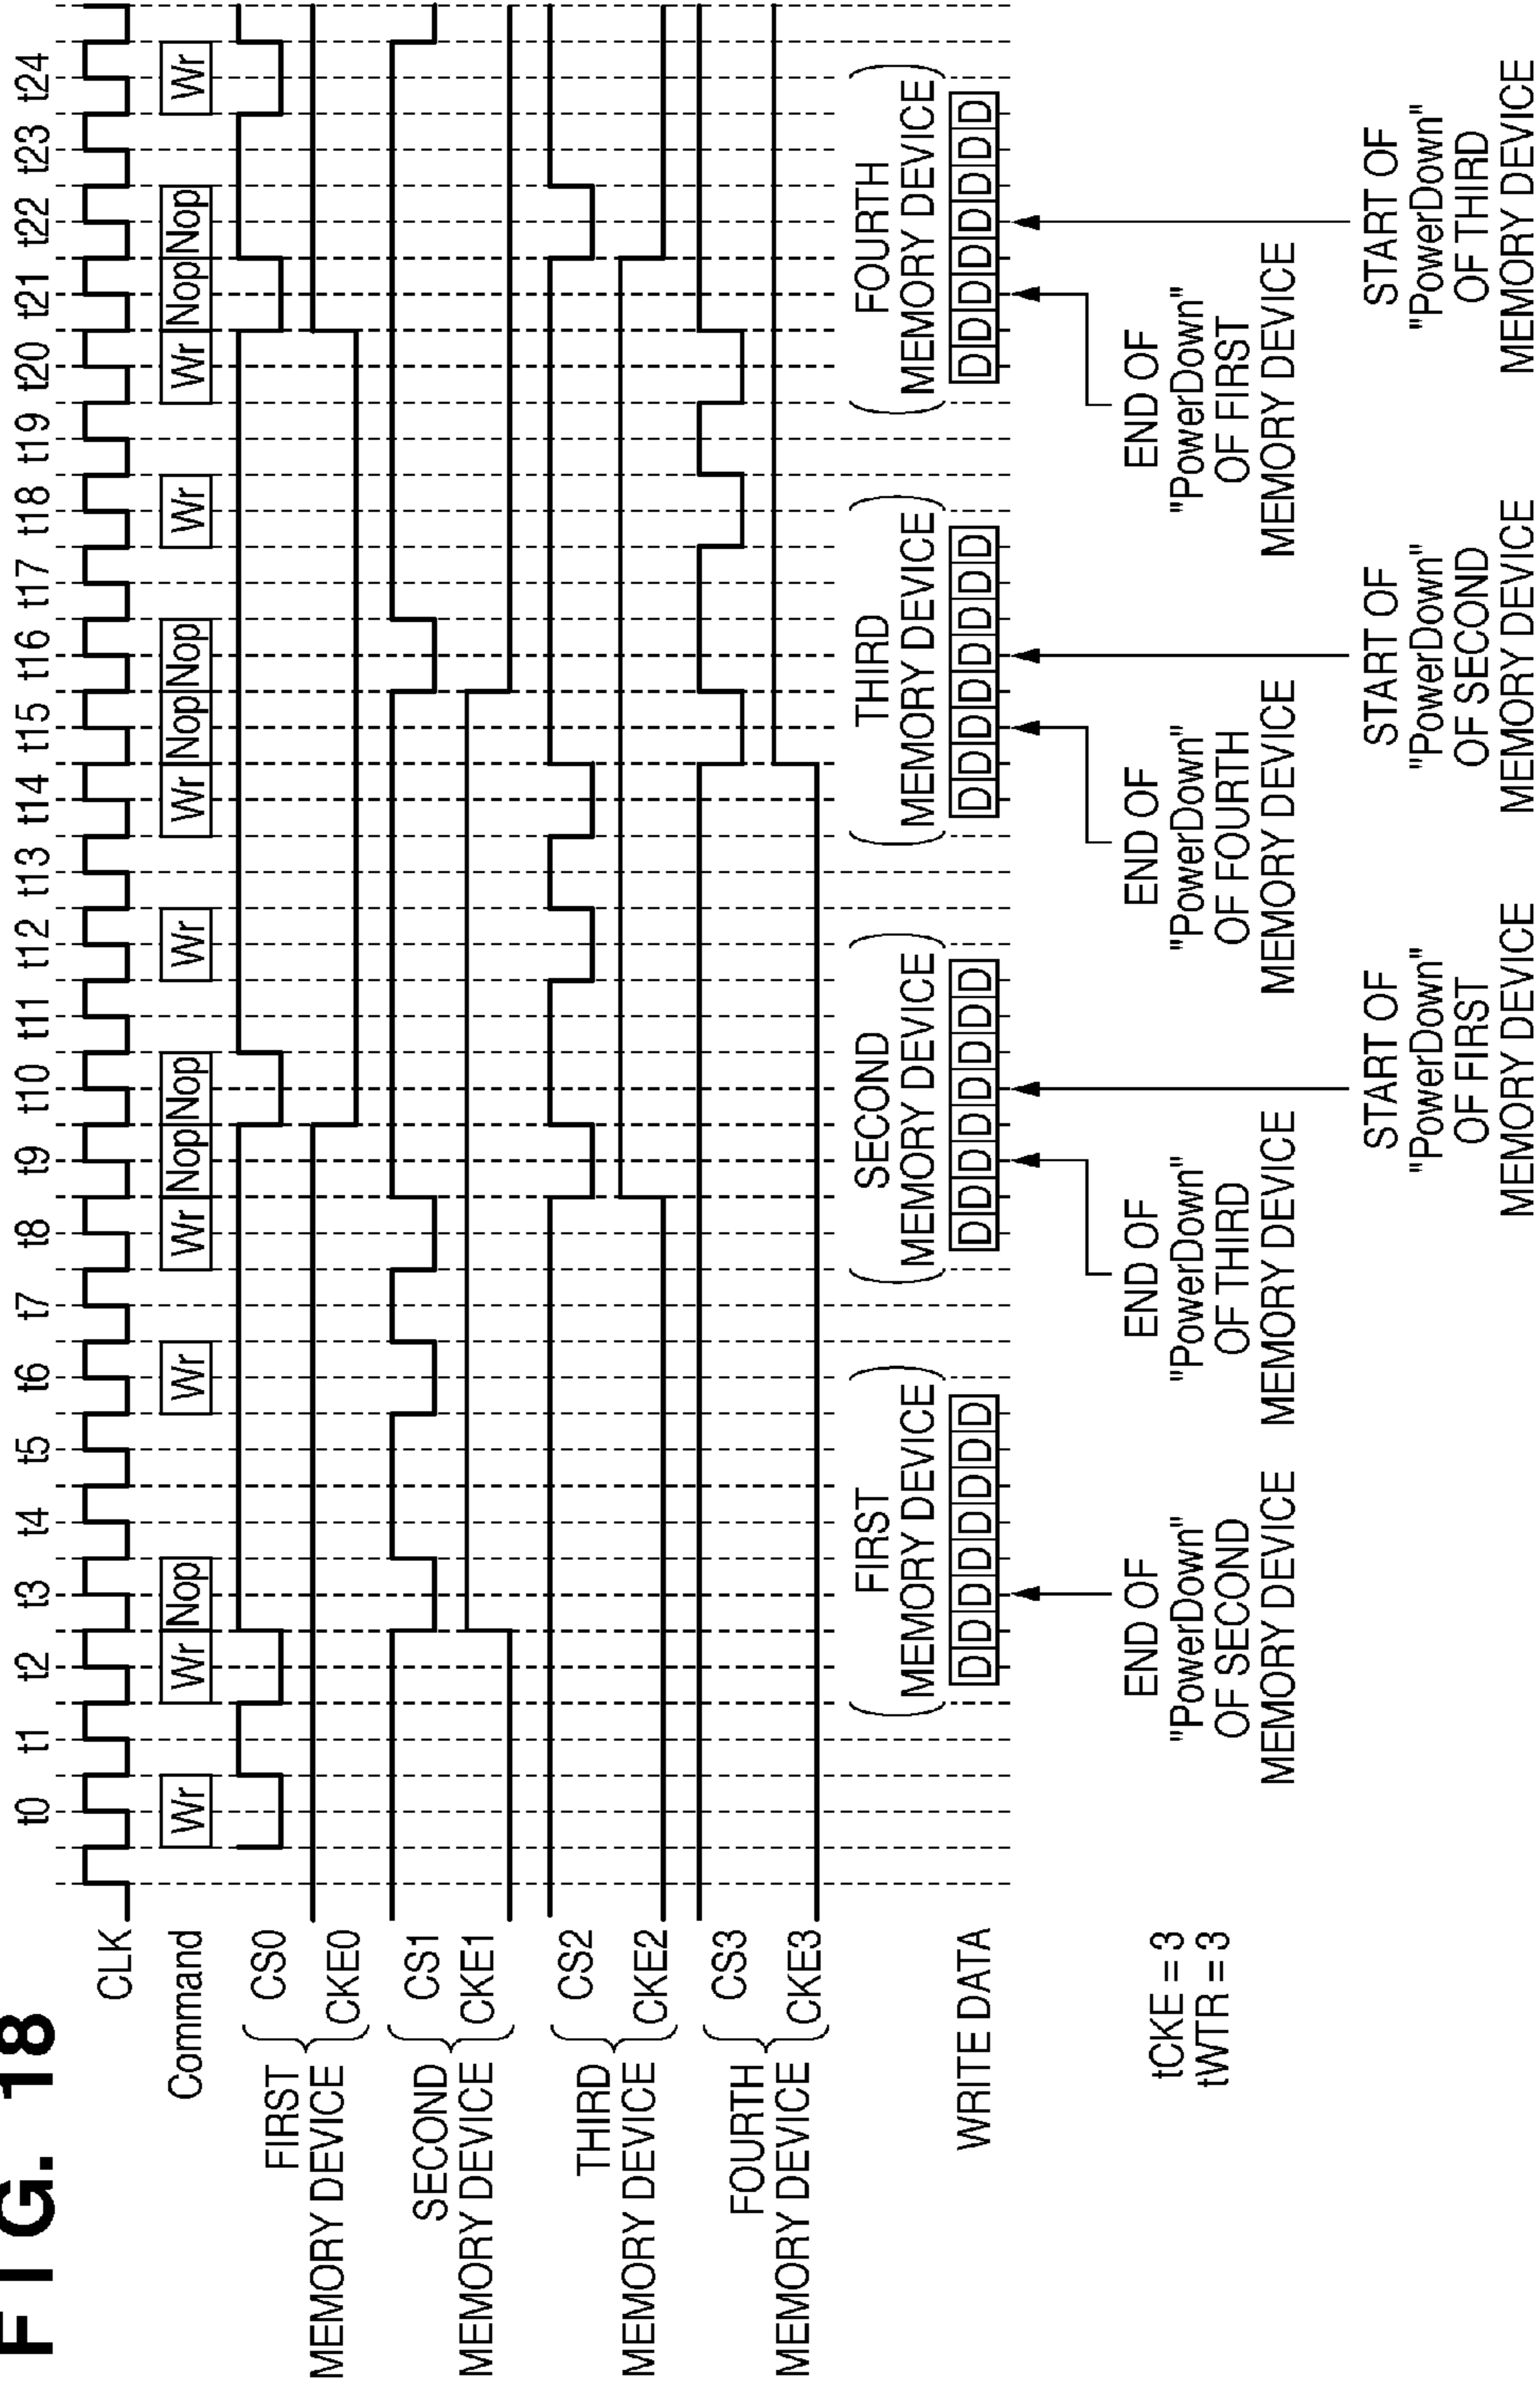 FIG. 18
t0 t1 t2 t3 t4 t5 t6 t7 t8 t9 t10 t11 t12 t13 t14 t15 t16 t17 t18 t19 t20 t21 t22 t23 t24
CLK
Command Wr Wr Nop Wr Wr Nop Nop Wr Wr Nop Nop Wr Wr Nop Nop Wr
FIRST
MEMORY DEVICE
CS0
CKE0
SECOND
MEMORY DEVICE
CS1
CKE1
THIRD
MEMORY DEVICE
CS2
CKE2
FOURTH
MEMORY DEVICE
CS3
CKE3
(FIRST
MEMORY DEVICE)
(SECOND
MEMORY DEVICE)
(THIRD
MEMORY DEVICE)
(FOURTH
MEMORY DEVICE)
WRITE DATA D D D D D D D D D D D D D D D D D D D D D D D D D D D D D D D D
tCKE = 3
tWTR = 3
END OF
"PowerDown"
OF SECOND
MEMORY DEVICE
END OF
"PowerDown"
OF THIRD
MEMORY DEVICE
END OF
"PowerDown"
OF FOURTH
MEMORY DEVICE
END OF
"PowerDown"
OF FIRST
MEMORY DEVICE
START OF
"PowerDown"
OF FIRST
MEMORY DEVICE
START OF
"PowerDown"
OF SECOND
MEMORY DEVICE
START OF
"PowerDown"
OF THIRD
MEMORY DEVICE